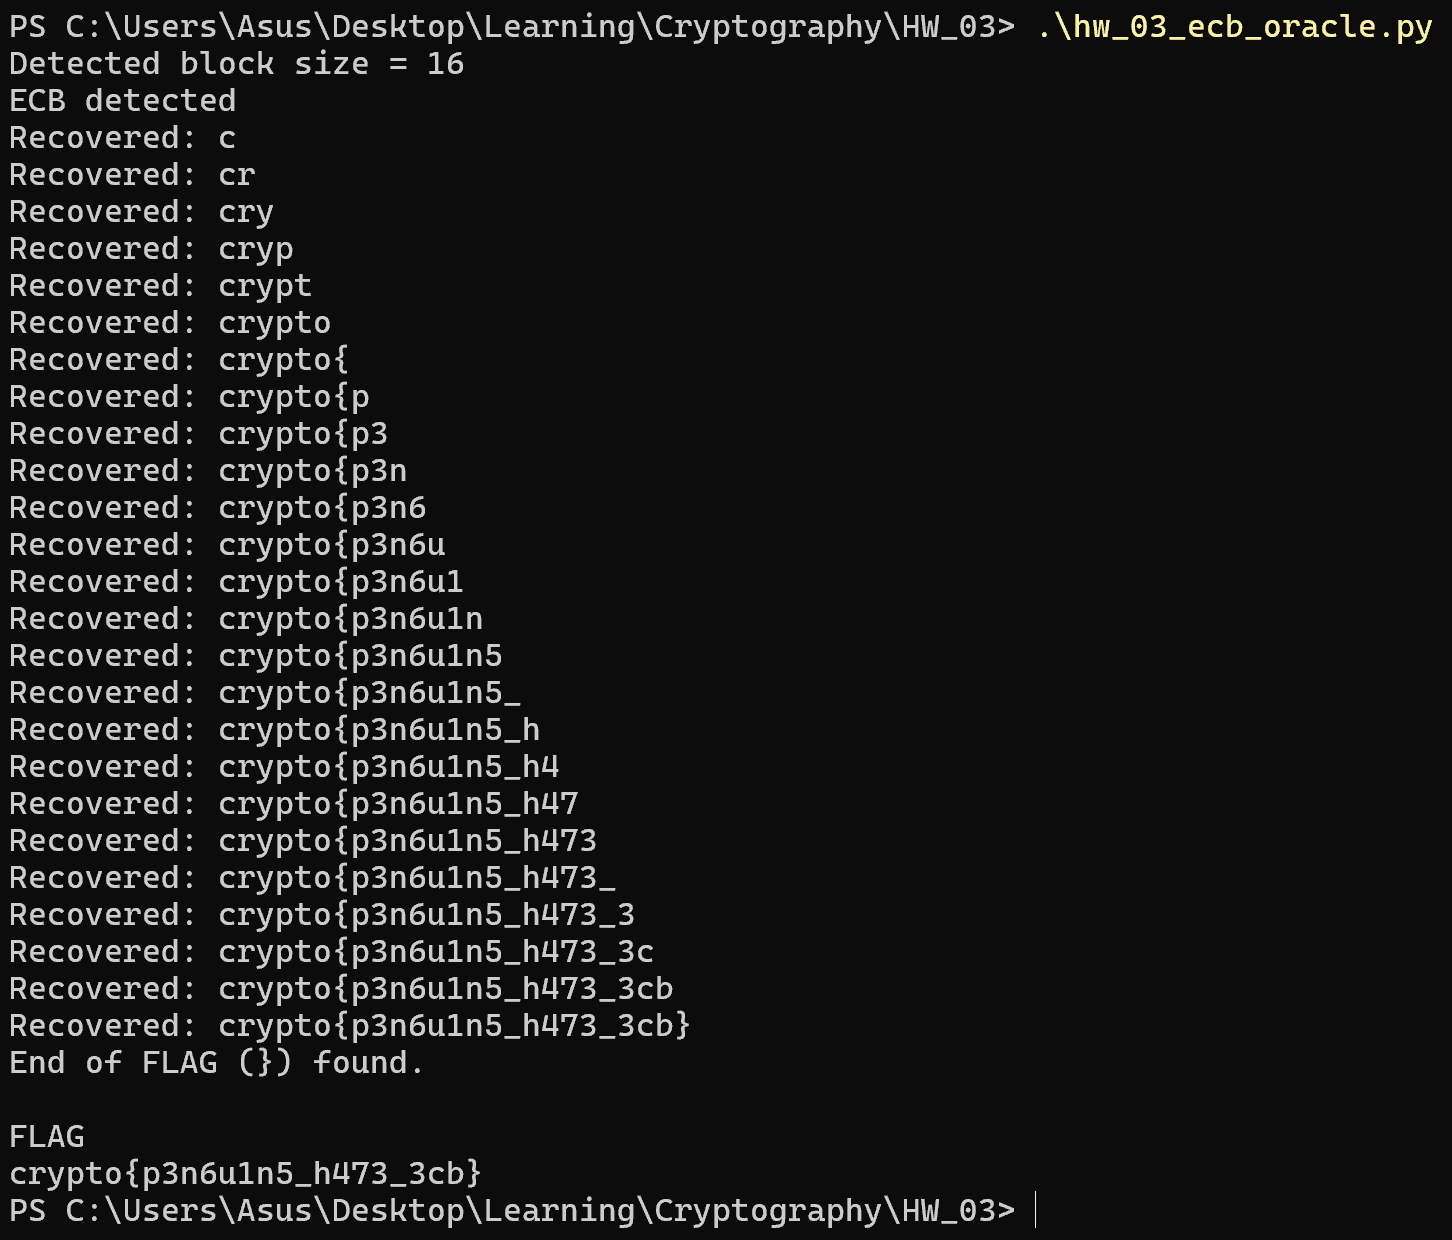 PS C:\Users\Asus\Desktop\Learning\Cryptography\HW_03> .\hw_03_ecb_oracle.py
Detected block size = 16
ECB detected
Recovered: c
Recovered: cr
Recovered: cry
Recovered: cryp
Recovered: crypt
Recovered: crypto
Recovered: crypto{
Recovered: crypto{p
Recovered: crypto{p3
Recovered: crypto{p3n
Recovered: crypto{p3n6
Recovered: crypto{p3n6u
Recovered: crypto{p3n6u1
Recovered: crypto{p3n6u1n
Recovered: crypto{p3n6u1n5
Recovered: crypto{p3n6u1n5_
Recovered: crypto{p3n6u1n5_h
Recovered: crypto{p3n6u1n5_h4
Recovered: crypto{p3n6u1n5_h47
Recovered: crypto{p3n6u1n5_h473
Recovered: crypto{p3n6u1n5_h473_
Recovered: crypto{p3n6u1n5_h473_3
Recovered: crypto{p3n6u1n5_h473_3c
Recovered: crypto{p3n6u1n5_h473_3cb
Recovered: crypto{p3n6u1n5_h473_3cb}
End of FLAG (}) found.

FLAG
crypto{p3n6u1n5_h473_3cb}
PS C:\Users\Asus\Desktop\Learning\Cryptography\HW_03>